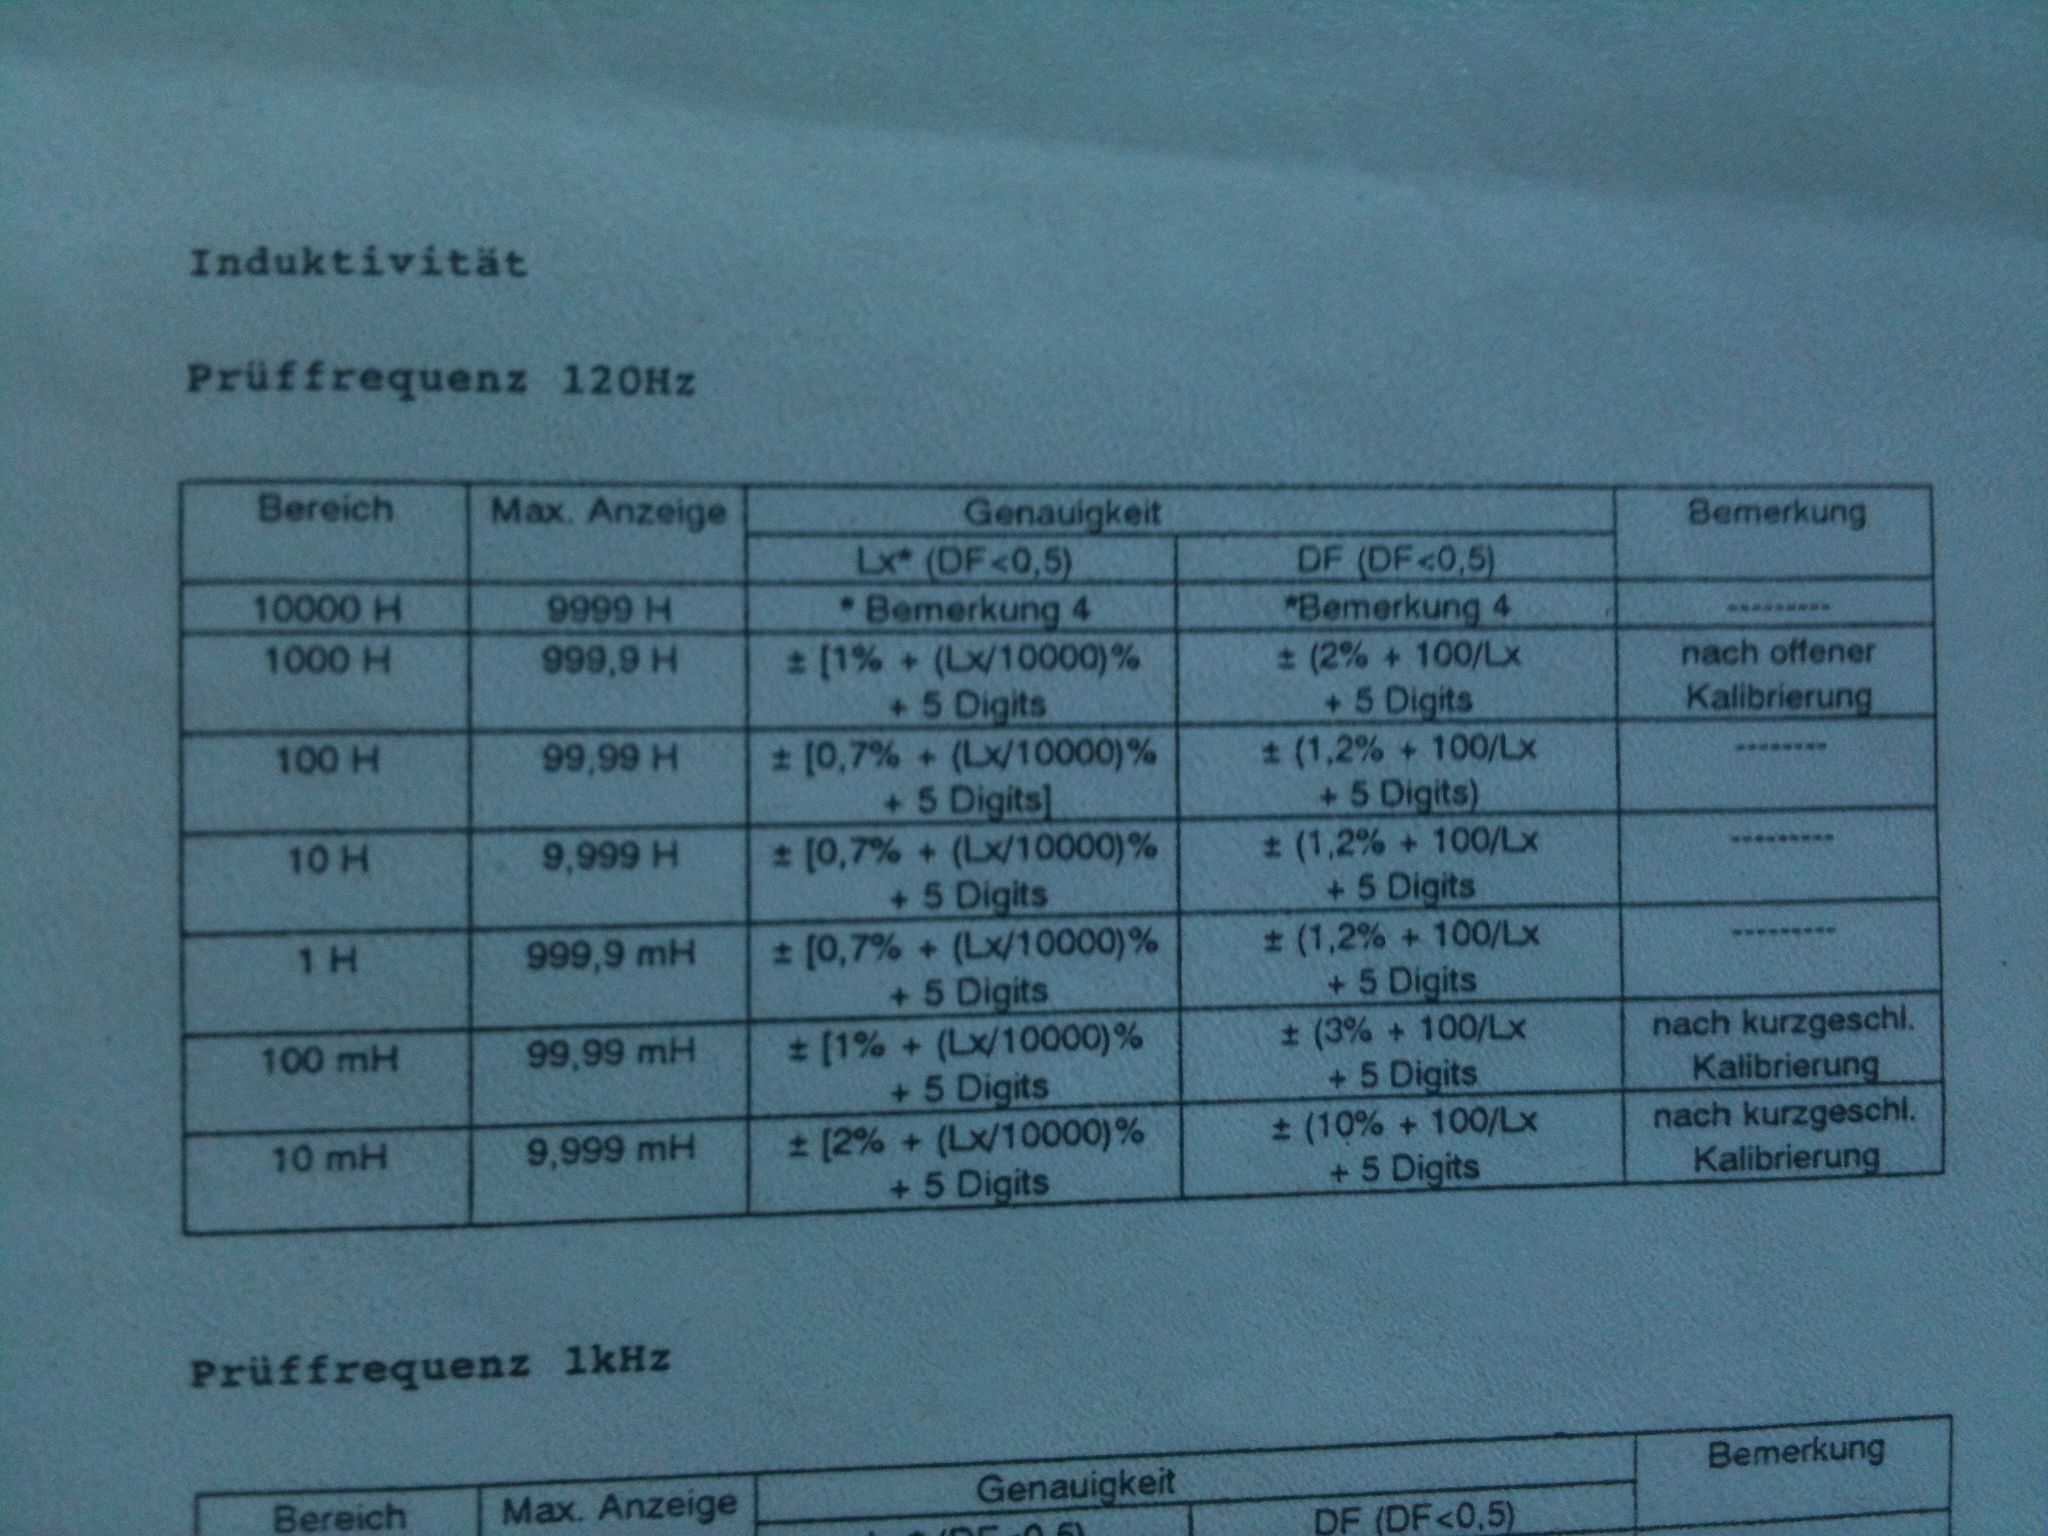 Induktivität
Prüffrequenz 120Hz
Bereich Max. Anzeige Genauigkeit Bemerkung
Lx* (DF<0,5) DF (DF<0,5)
10000 H 9999 H * Bemerkung 4 *Bemerkung 4 ---------
1000 H 999,9 H ± [1% + (Lx/10000)% ± (2% + 100/Lx nach offener
+ 5 Digits + 5 Digits Kalibrierung
100 H 99,99 H ± [0,7% + (Lx/10000)% ± (1,2% + 100/Lx --------
+ 5 Digits] + 5 Digits)
10 H 9,999 H ± [0,7% + (Lx/10000)% ± (1,2% + 100/Lx ---------
+ 5 Digits + 5 Digits
1 H 999,9 mH ± [0,7% + (Lx/10000)% ± (1,2% + 100/Lx ---------
+ 5 Digits + 5 Digits
100 mH 99,99 mH ± [1% + (Lx/10000)% ± (3% + 100/Lx nach kurzgeschl.
+ 5 Digits + 5 Digits Kalibrierung
10 mH 9,999 mH ± [2% + (Lx/10000)% ± (10% + 100/Lx nach kurzgeschl.
+ 5 Digits + 5 Digits Kalibrierung
Prüffrequenz 1kHz
Bereich Max. Anzeige Genauigkeit Bemerkung
DF (DF<0,5)